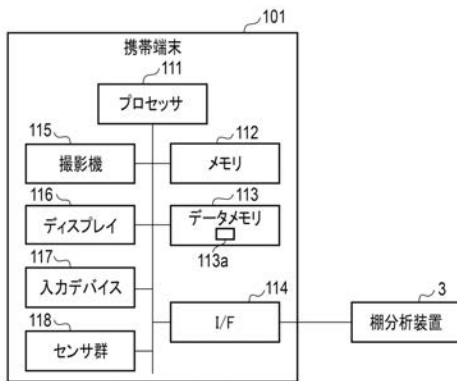 101
携帯端末
111
プロセッサ
115
撮影機
112
メモリ
116
ディスプレイ
113
データメモリ
113a
117
入力デバイス
114
I/F
3
棚分析装置
118
センサ群